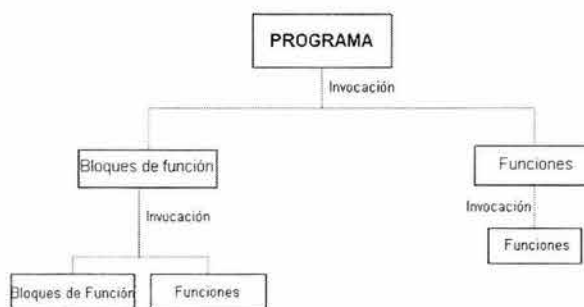 PROGRAMA
Invocación
Bloques de función
Funciones
Invucación
Invocación
Funciones
Bloques de Función
Funciones